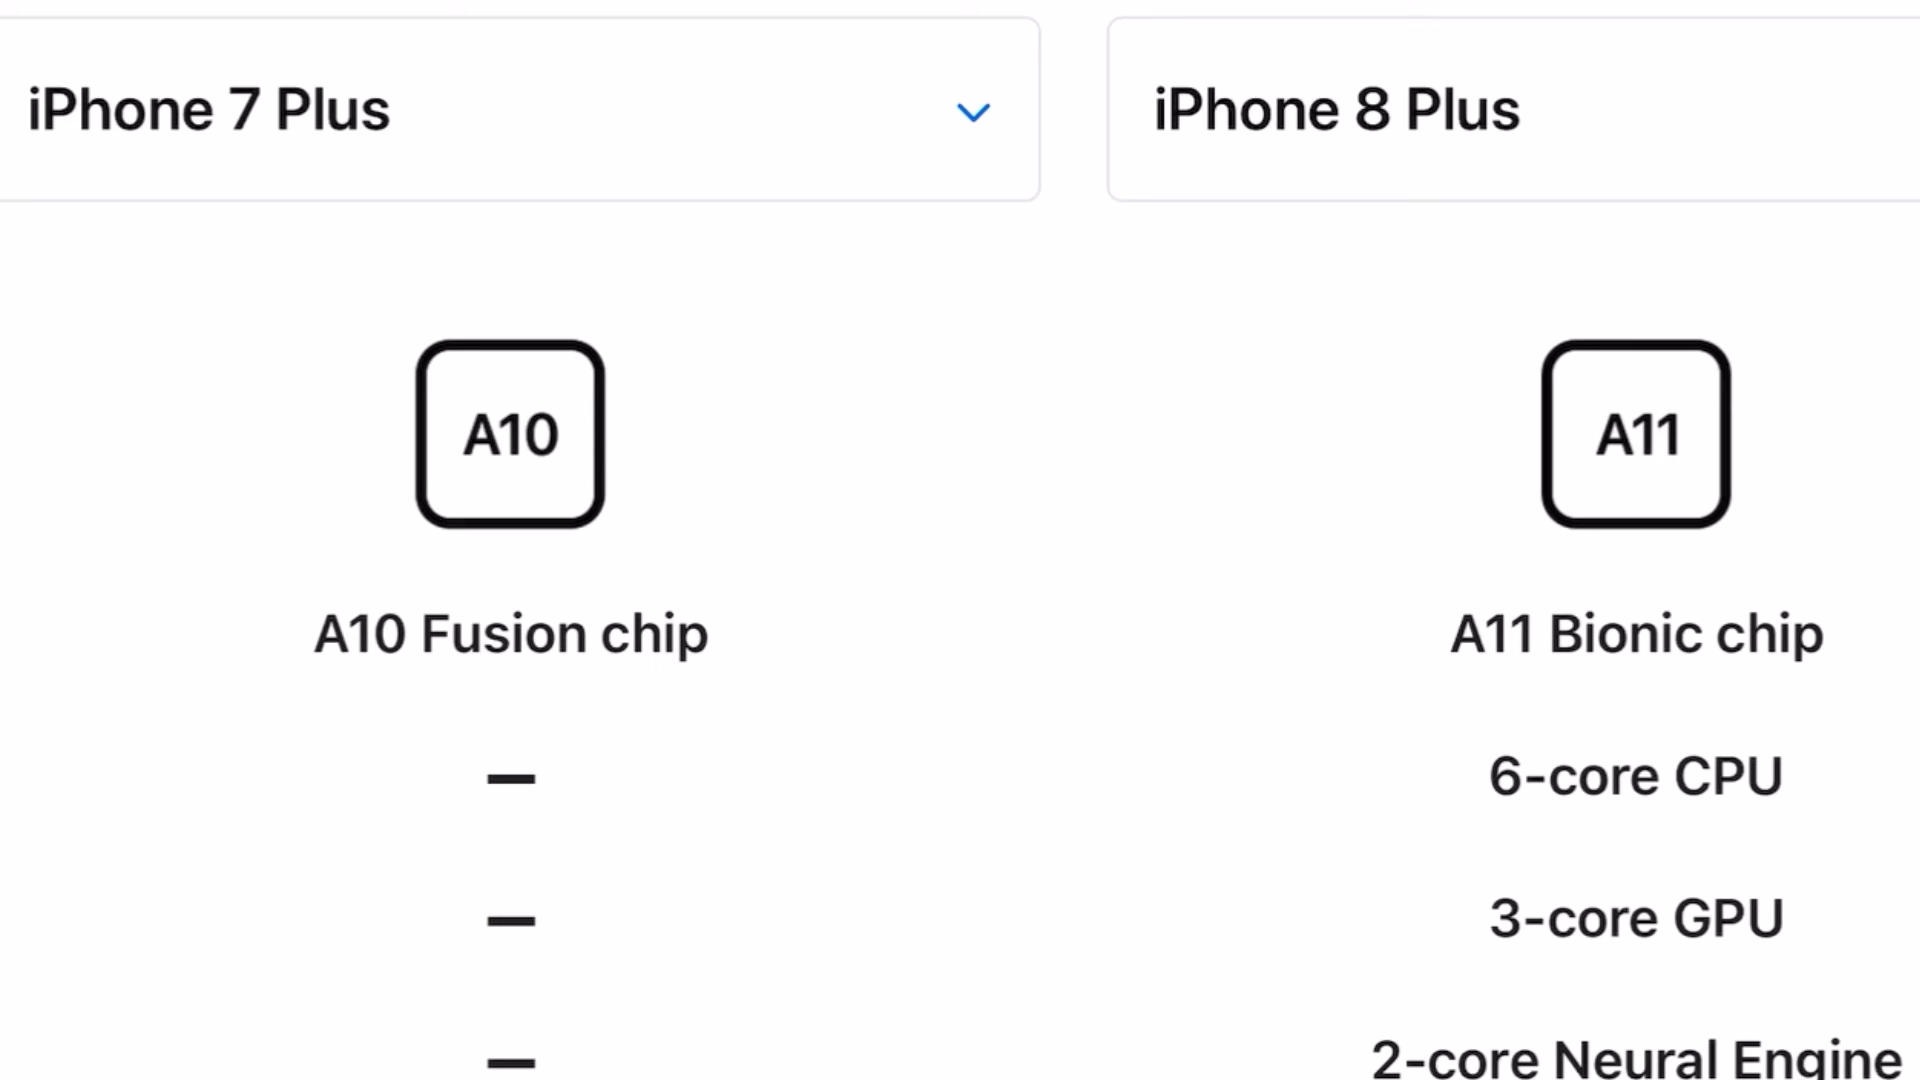 iPhone 7 Plus
iPhone 8 Plus
A10
A11
A10 Fusion chip
A11 Bionic chip
–
6-core CPU
–
3-core GPU
–
2-core Neural Engine